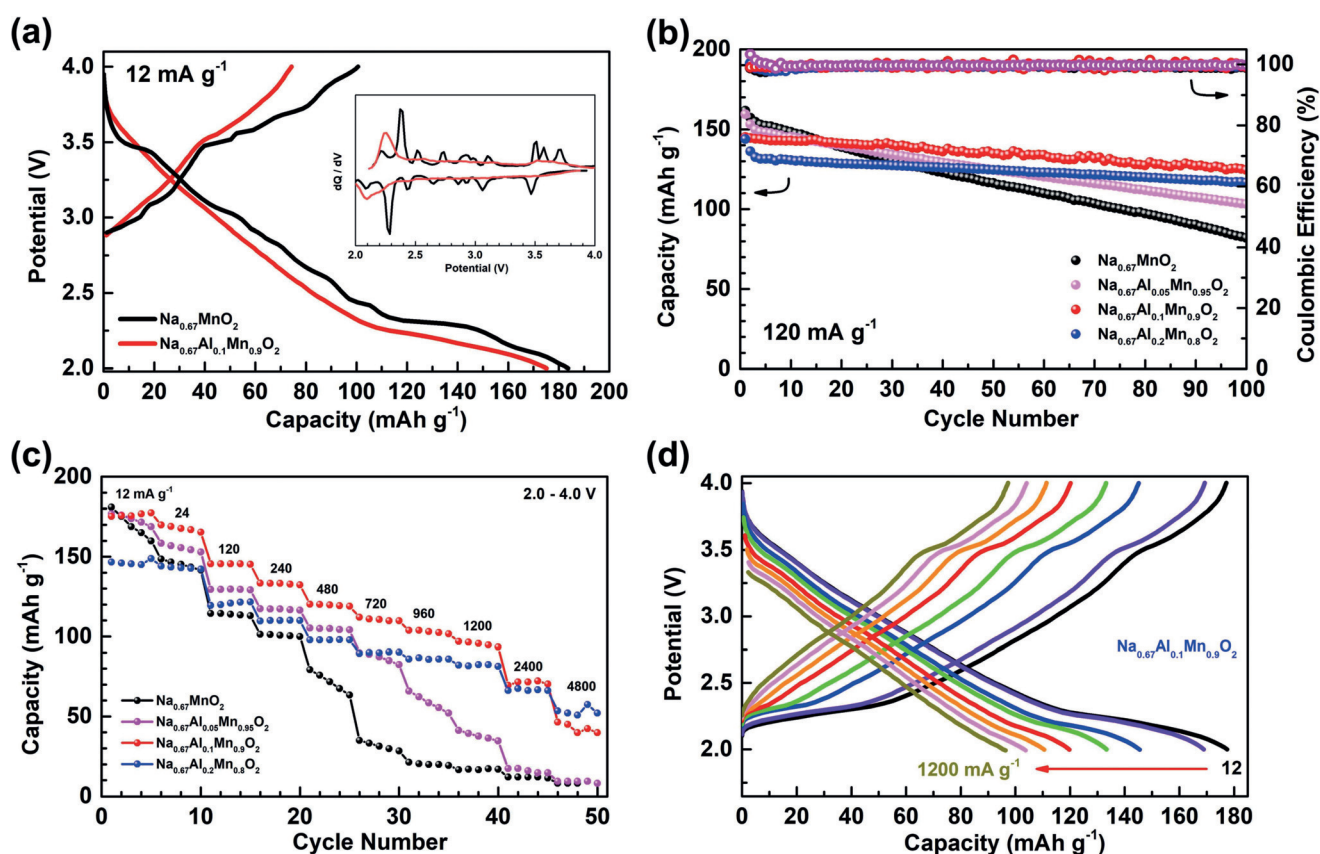 (a)
12 mA g⁻¹
Potential (V)
4.0
3.5
3.0
2.5
2.0
0 20 40 60 80 100 120 140 160 180 200
Capacity (mAh g⁻¹)
Na₀.₆₇MnO₂
Na₀.₆₇Al₀.₁Mn₀.₉O₂
dQ / dV
2.0 2.5 3.0 3.5 4.0
Potential (V)
(b)
Capacity (mAh g⁻¹)
200
150
100
50
0
100
80
60
40
20
0
Coulombic Efficiency (%)
Na₀.₆₇MnO₂
Na₀.₆₇Al₀.₀₅Mn₀.₉₅O₂
Na₀.₆₇Al₀.₁Mn₀.₉O₂
Na₀.₆₇Al₀.₂Mn₀.₈O₂
120 mA g⁻¹
0 10 20 30 40 50 60 70 80 90 100
Cycle Number
(c)
Capacity (mAh g⁻¹)
200
150
100
50
0
12 mA g⁻¹
2.0 - 4.0 V
24
120
240
480
720
960
1200
2400
4800
Na₀.₆₇MnO₂
Na₀.₆₇Al₀.₀₅Mn₀.₉₅O₂
Na₀.₆₇Al₀.₁Mn₀.₉O₂
Na₀.₆₇Al₀.₂Mn₀.₈O₂
0 10 20 30 40 50
Cycle Number
(d)
Potential (V)
4.0
3.5
3.0
2.5
2.0
Na₀.₆₇Al₀.₁Mn₀.₉O₂
1200 mA g⁻¹ 12
0 20 40 60 80 100 120 140 160 180
Capacity (mAh g⁻¹)